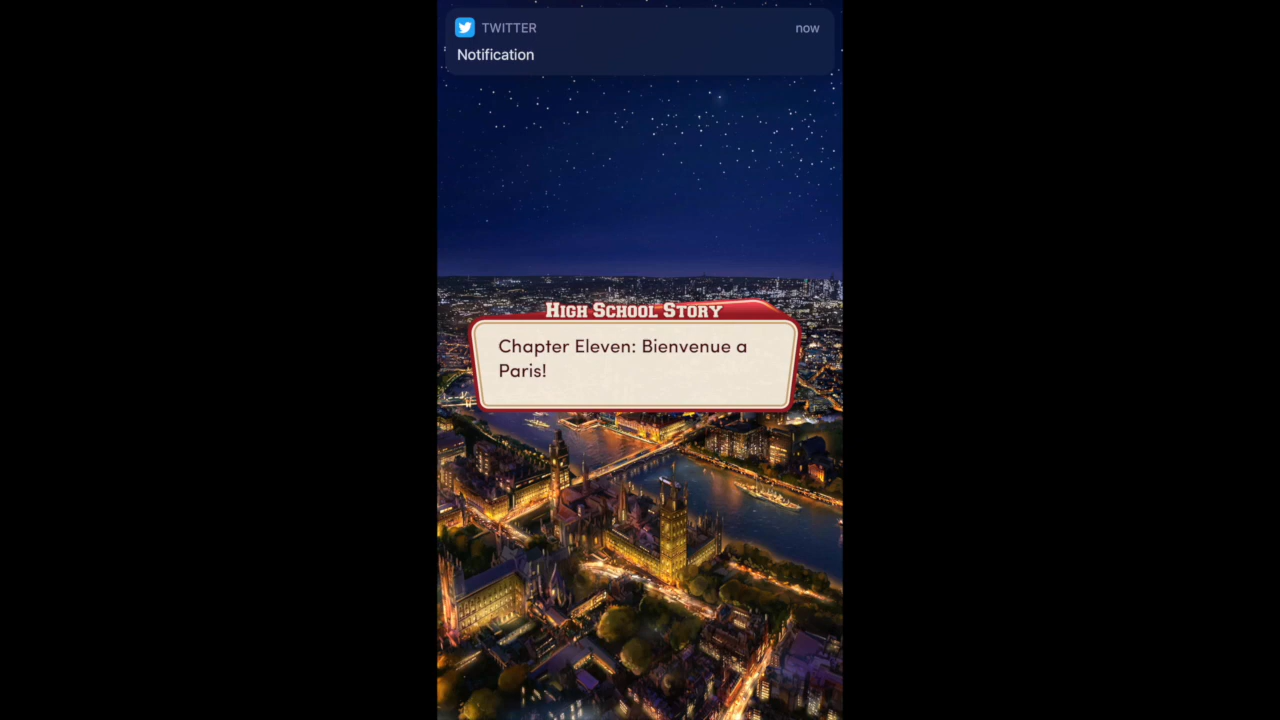 TWITTER now
Notification
High School Story
Chapter Eleven: Bienvenue a
Paris!